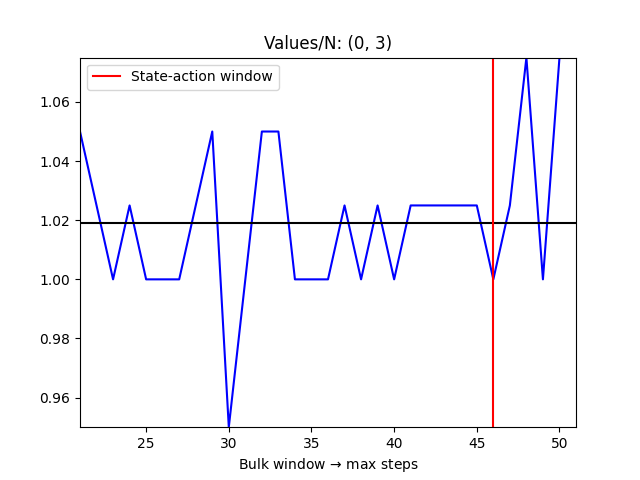 Values/N: (0, 3)
State-action window
1.06
1.04
1.02
1.00
0.98
0.96
25 30 35 40 45 50
Bulk window → max steps